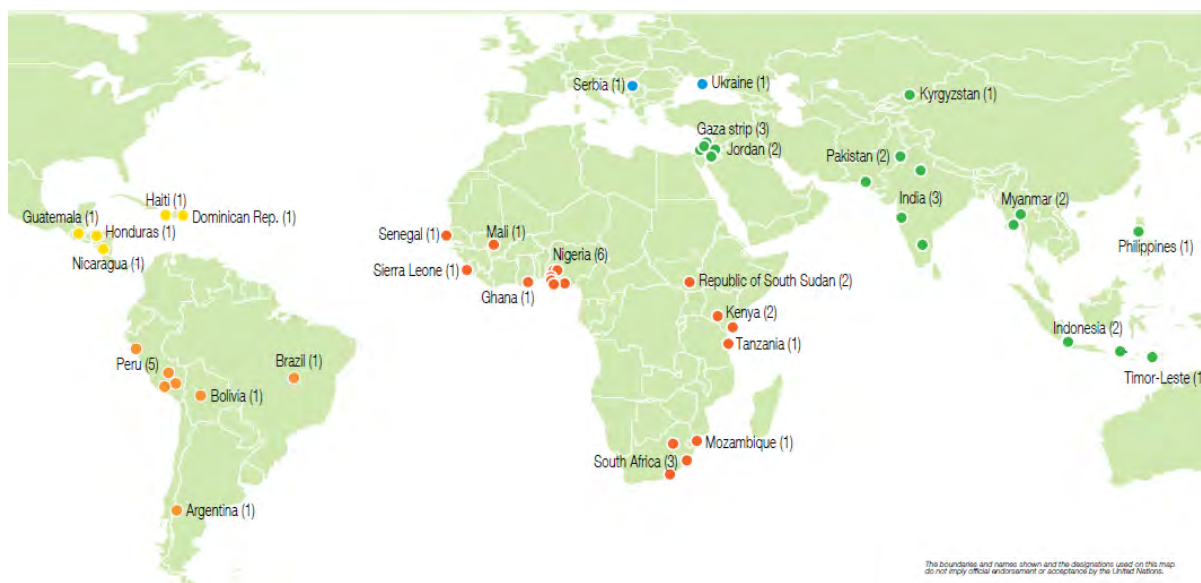 Serbia (1)
Ukraine (1)
Kyrgyzstan (1)
Gaza strip (3)
Jordan (2)
Pakistan (2)
India (3)
Myanmar (2)
Philippines (1)
Haiti (1)
Dominican Rep. (1)
Guatemala (1)
Honduras (1)
Nicaragua (1)
Senegal (1)
Mali (1)
Nigeria (6)
Sierra Leone (1)
Ghana (1)
Republic of South Sudan (2)
Kenya (2)
Tanzania (1)
Indonesia (2)
Timor-Leste (1
Peru (5)
Brazil (1)
Bolivia (1)
Mozambique (1)
South Africa (3)
Argentina (1)
The boundaries and names shown and the designations used on this map
do not imply official endorsement or acceptance by the United Nations.